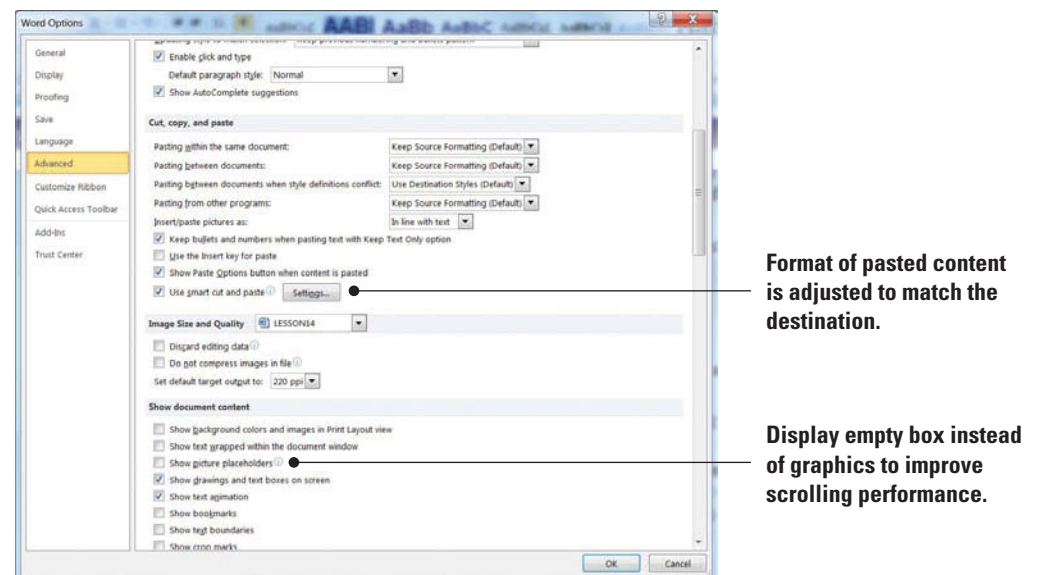 Word Options
AABI AaBb AaBbC
General
Display
Proofing
Save
Language
Advanced
Customize Ribbon
Quick Access Toolbar
Add-Ins
Trust Center
Enable click and type
Default paragraph style: Normal
Show AutoComplete suggestions
Cut, copy, and paste
Pasting within the same document: Keep Source Formatting (Default)
Pasting between documents: Keep Source Formatting (Default)
Pasting between documents when style definitions conflict: Use Destination Styles (Default)
Pasting from other programs: Keep Source Formatting (Default)
Insert/paste pictures as: In line with text
Keep bullets and numbers when pasting text with Keep Text Only option
Use the Insert key for paste
Show Paste Options button when content is pasted
Use smart cut and paste Settings...
Image Size and Quality LESSON14
Discard editing data
Do not compress images in file
Set default target output to: 220 ppi
Show document content
Show background colors and images in Print Layout view
Show text wrapped within the document window
Show picture placeholders
Show drawings and text boxes on screen
Show text animation
Show bookmarks
Show text boundaries
Show crop marks
OK Cancel
Format of pasted content
is adjusted to match the
destination.
Display empty box instead
of graphics to improve
scrolling performance.